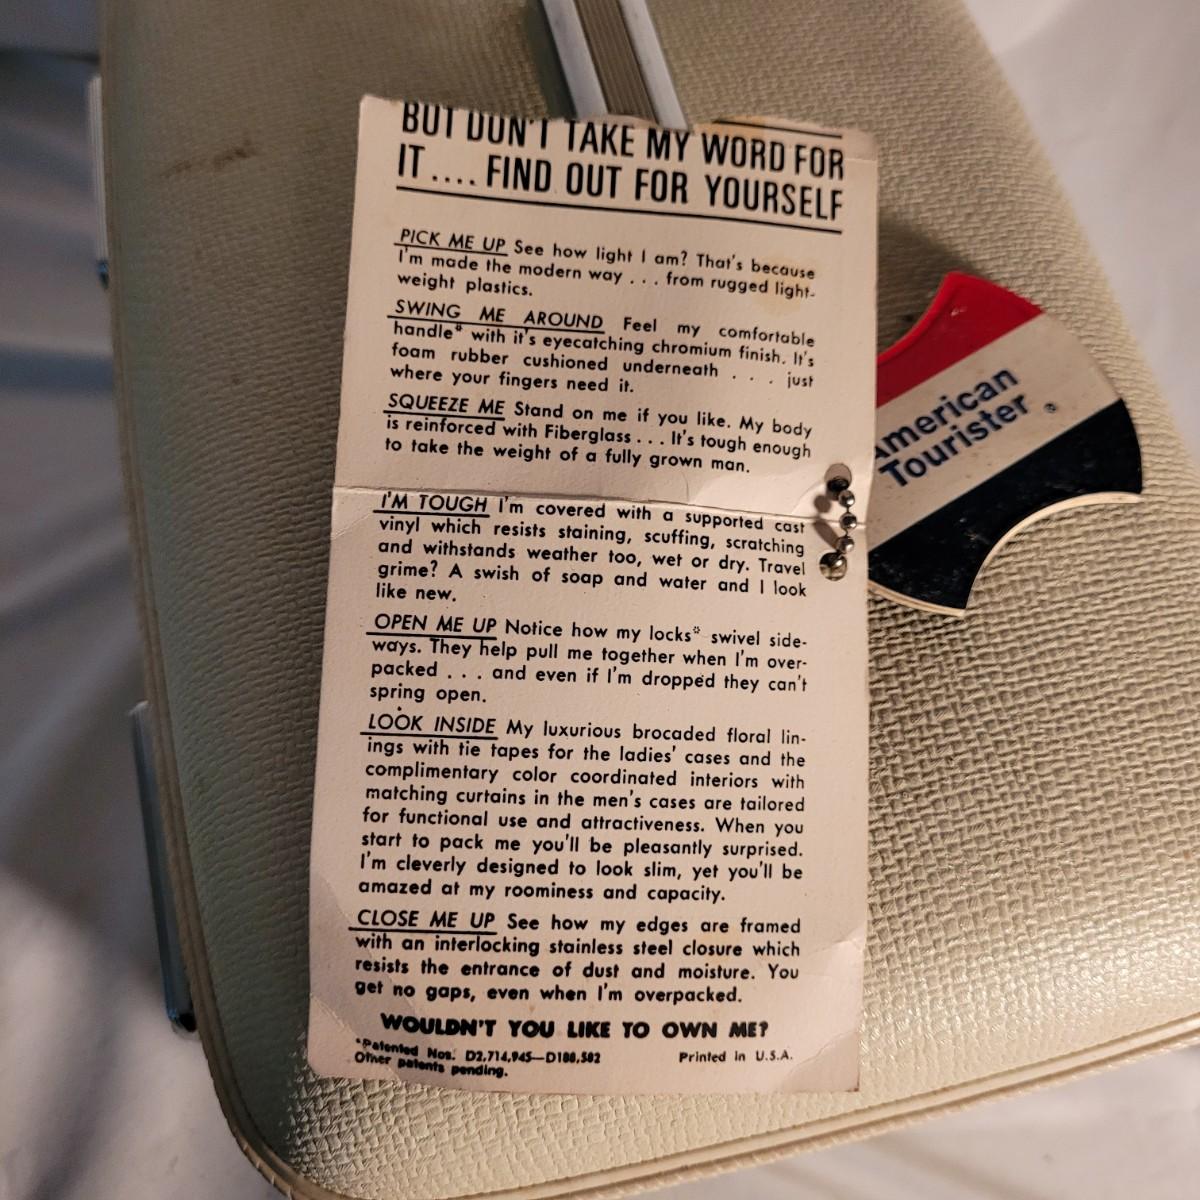 BUT DON'T TAKE MY WORD FOR
IT .... FIND OUT FOR YOURSELF
PICK ME UP See how light I am? That's because
I'm made the modern way . . . from rugged light-
weight plastics.
SWING ME AROUND Feel my comfortable
handle* with it's eyecatching chromium finish. It's
foam rubber cushioned underneath . . . just
where your fingers need it.
SQUEEZE ME Stand on me if you like. My body
is reinforced with Fiberglass . . . It's tough enough
to take the weight of a fully grown man.
I'M TOUGH I'm covered with a supported cast
vinyl which resists staining, scuffing, scratching
and withstands weather too, wet or dry. Travel
grime? A swish of soap and water and I look
like new.
OPEN ME UP Notice how my locks* swivel side-
ways. They help pull me together when I'm over-
packed . . . and even if I'm dropped they can't
spring open.
LOOK INSIDE My luxurious brocaded floral lin-
ings with tie tapes for the ladies' cases and the
complimentary color coordinated interiors with
matching curtains in the men's cases are tailored
for functional use and attractiveness. When you
start to pack me you'll be pleasantly surprised.
I'm cleverly designed to look slim, yet you'll be
amazed at my roominess and capacity.
CLOSE ME UP See how my edges are framed
with an interlocking stainless steel closure which
resists the entrance of dust and moisture. You
get no gaps, even when I'm overpacked.
WOULDN'T YOU LIKE TO OWN ME?
*Patented Nos. D2,714,945—D188,502
Other patents pending.
Printed in U.S.A.
American
Tourister ®